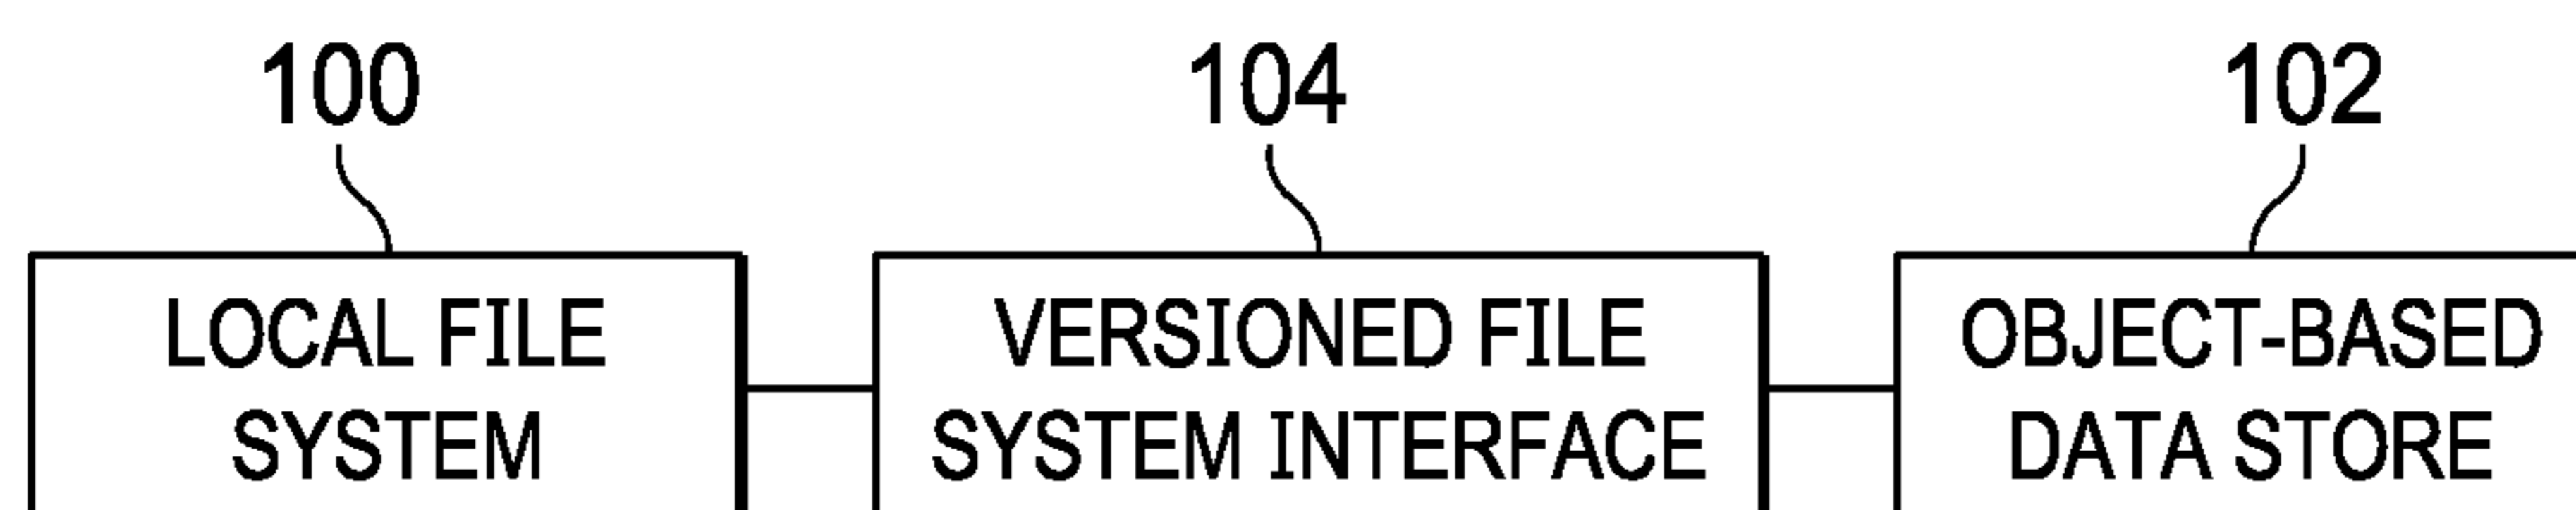 100
104
102
LOCAL FILE
SYSTEM
VERSIONED FILE
SYSTEM INTERFACE
OBJECT-BASED
DATA STORE